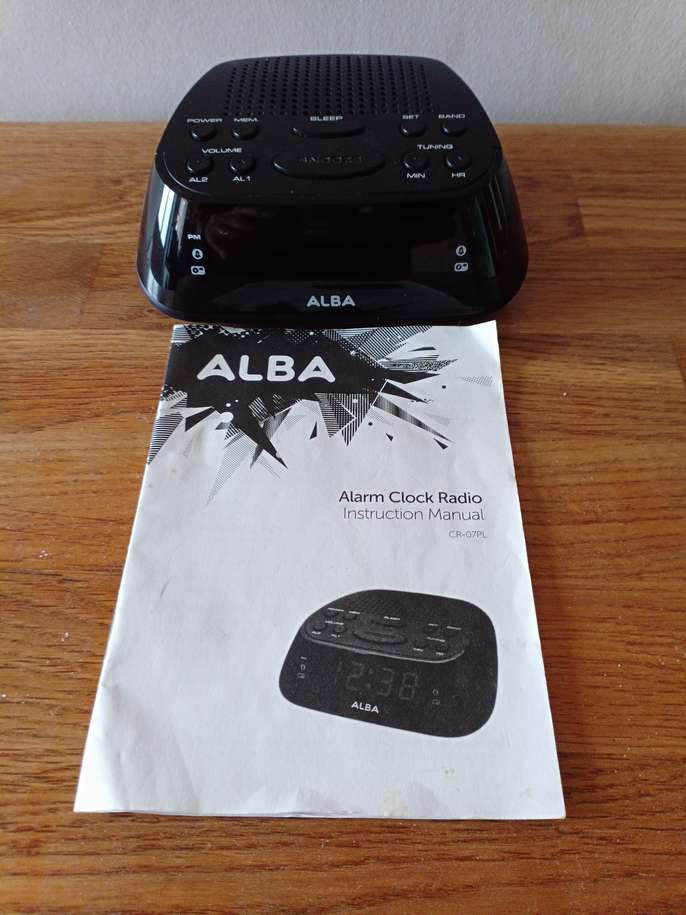 POWER MEM. SLEEP SET BAND
VOLUME TUNING
SNOOZE
AL2 AL1 MIN HR
PM
ALBA
ALBA
Alarm Clock Radio
Instruction Manual
CR-07PL
12:38
ALBA